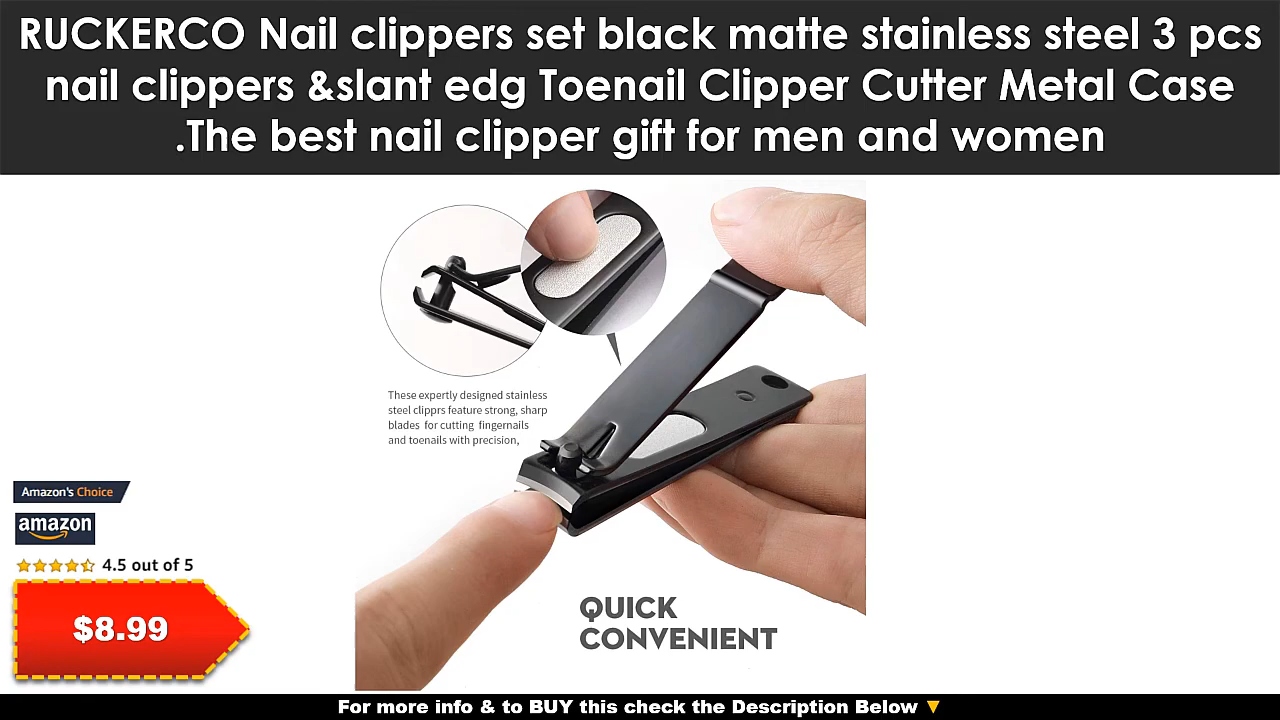 RUCKERCO Nail clippers set black matte stainless steel 3 pcs
nail clippers &slant edg Toenail Clipper Cutter Metal Case
.The best nail clipper gift for men and women
These expertly designed stainless
steel clipprs feature strong, sharp
blades for cutting fingernails
and toenails with precision,
Amazon's Choice
amazon
4.5 out of 5
$8.99
QUICK
CONVENIENT
For more info & to BUY this check the Description Below ▼